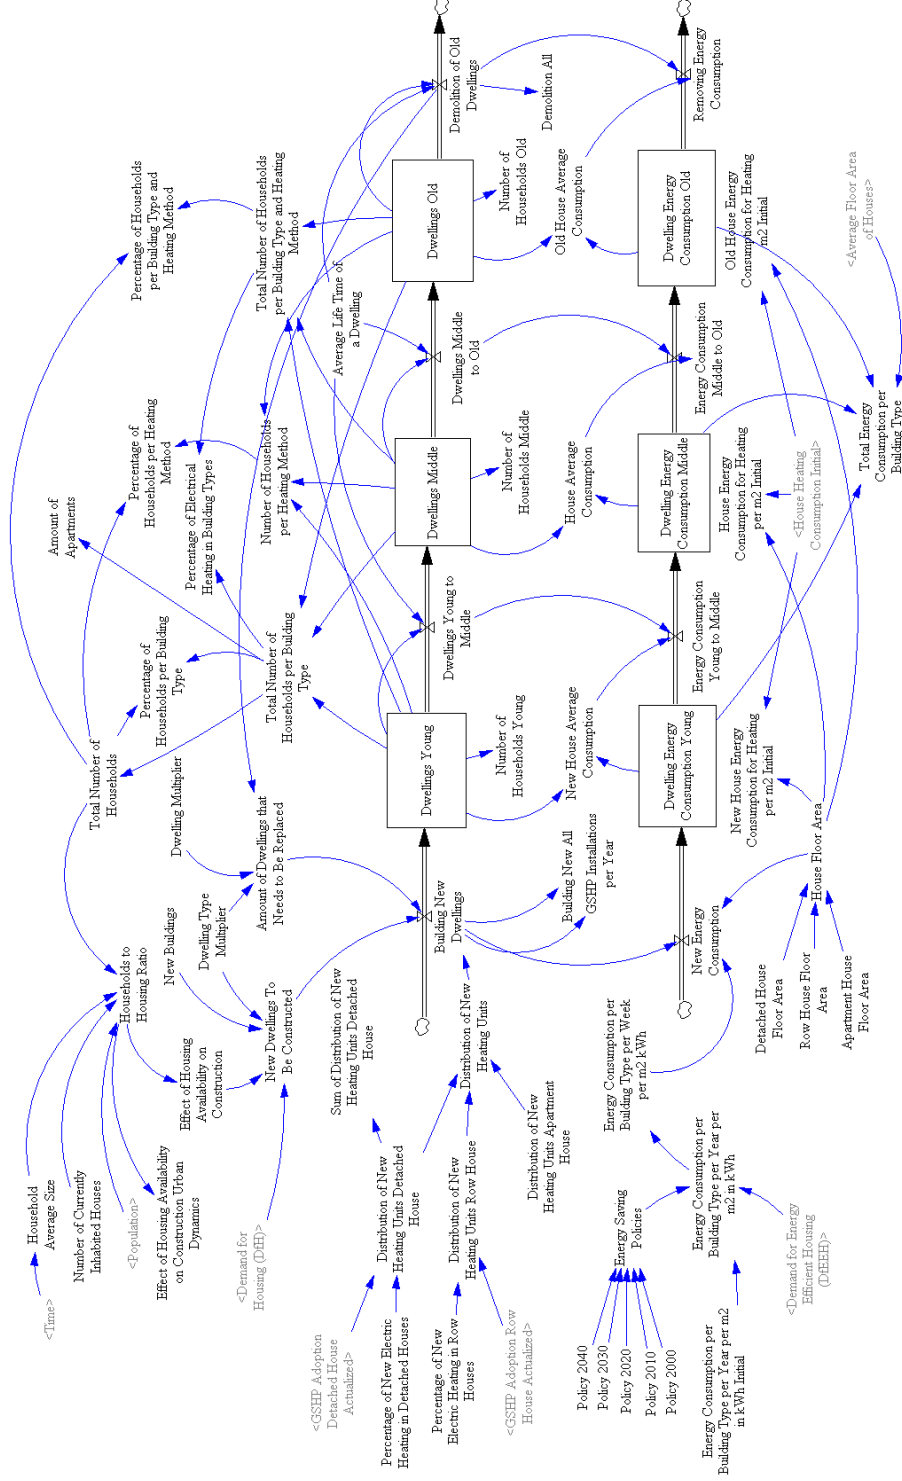 <Time>
Household
Average Size
Number of Currently
Inhabited Houses
<Population>
Effect of Housing Availability
on Construction Urban
Dynamics
<Demand for
Housing (DfH)>
Households to
Housing Ratio
Effect of Housing
Availability on
Construction
New Buildings
Dwelling Type
Multiplier
Dwelling Multiplier
New Dwellings To
Be Constructed
Amount of Dwellings that
Needs to Be Replaced
Total Number of
Households
Percentage of
Households per Building
Type
Amount of
Apartments
Percentage of
Households per Heating
Method
Percentage of Households
per Building Type and
Heating Method
Percentage of Electrical
Heating in Building Types
Total Number of
Households per Building
Type
Number of Households
per Heating Method
Total Number of Households
per Building Type and Heating
Method
Average Life Time of
a Dwelling
<GSHP Adoption
Detached House
Actualized>
Percentage of New Electric
Heating in Detached Houses
Percentage of New
Electric Heating in Row
Houses
<GSHP Adoption Row
House Actualized>
Distribution of New
Heating Units Detached
House
Distribution of New
Heating Units Row House
Sum of Distribution of New
Heating Units Detached
House
Distribution of New
Heating Units
Distribution of New
Heating Units Apartment
House
Building New
Dwellings
Building New All
GSHP Installations
per Year
Dwellings Young
Number of
Households Young
New House Average
Consumption
Dwellings Young to
Middle
Dwellings Middle
Number of
Households Middle
House Average
Consumption
Dwellings Middle
to Old
Dwellings Old
Number of
Households Old
Old House Average
Consumption
Demolition of Old
Dwellings
Demolition All
Policy 2040
Policy 2030
Policy 2020
Policy 2010
Policy 2000
Energy Saving
Policies
Energy Consumption per
Building Type per Year per m2
in kWh Initial
Energy Consumption per
Building Type per Year per
m2 in kWh
<Demand for Energy
Efficient Housing
(DfEEH)>
Energy Consumption per
Building Type per Week
per m2 kWh
New Energy
Consumption
Dwelling Energy
Consumption Young
Energy Consumption
Young to Middle
Dwelling Energy
Consumption Middle
Energy Consumption
Middle to Old
Dwelling Energy
Consumption Old
Removing Energy
Consumption
Detached House
Floor Area
Row House Floor
Area
Apartment House
Floor Area
House Floor Area
New House Energy
Consumption for Heating
per m2 Initial
House Energy
Consumption for Heating
per m2 Initial
Old House Energy
Consumption for Heating
m2 Initial
<House Heating
Consumption Initial>
Total Energy
Consumption per
Building Type
<Average Floor Area
of Houses>